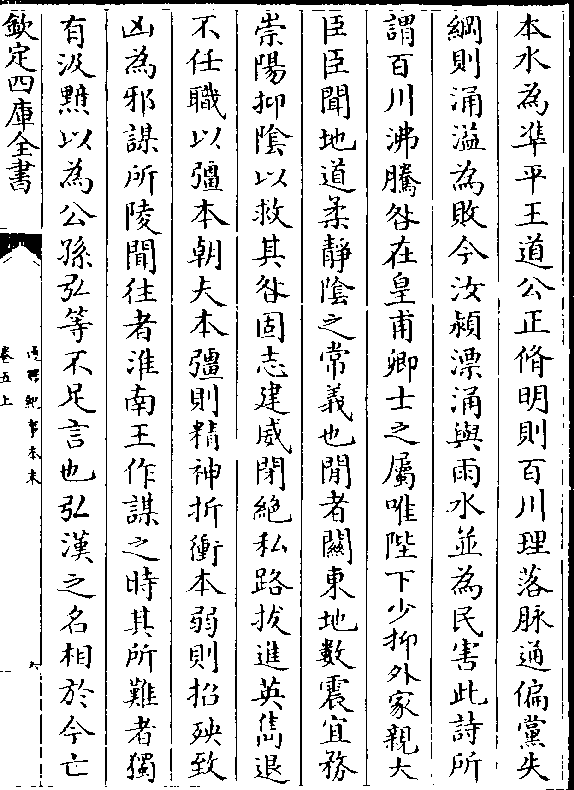 本水為準平王道公正脩明則百川理落脉通偏黨失
綱則涌溢為敗今汝潁漂涌與雨水並為民害此詩所
謂百川沸騰咎在皇甫卿士之屬唯陛下少抑外家親大
臣臣聞地道柔靜陰之常義也閒者關東地數震宜務
崇陽抑陰以救其咎固志建威閉絶私路拔進英雋退
不任職以彊本朝夫本彊則精神折衝本弱則招殃致
凶為邪謀所陵聞往者淮南王作謀之時其所難者獨
有汲黯以為公孫弘等不足言也弘漢之名相於今亡
欽定四庫全書
通鑑紀事本末
卷五上